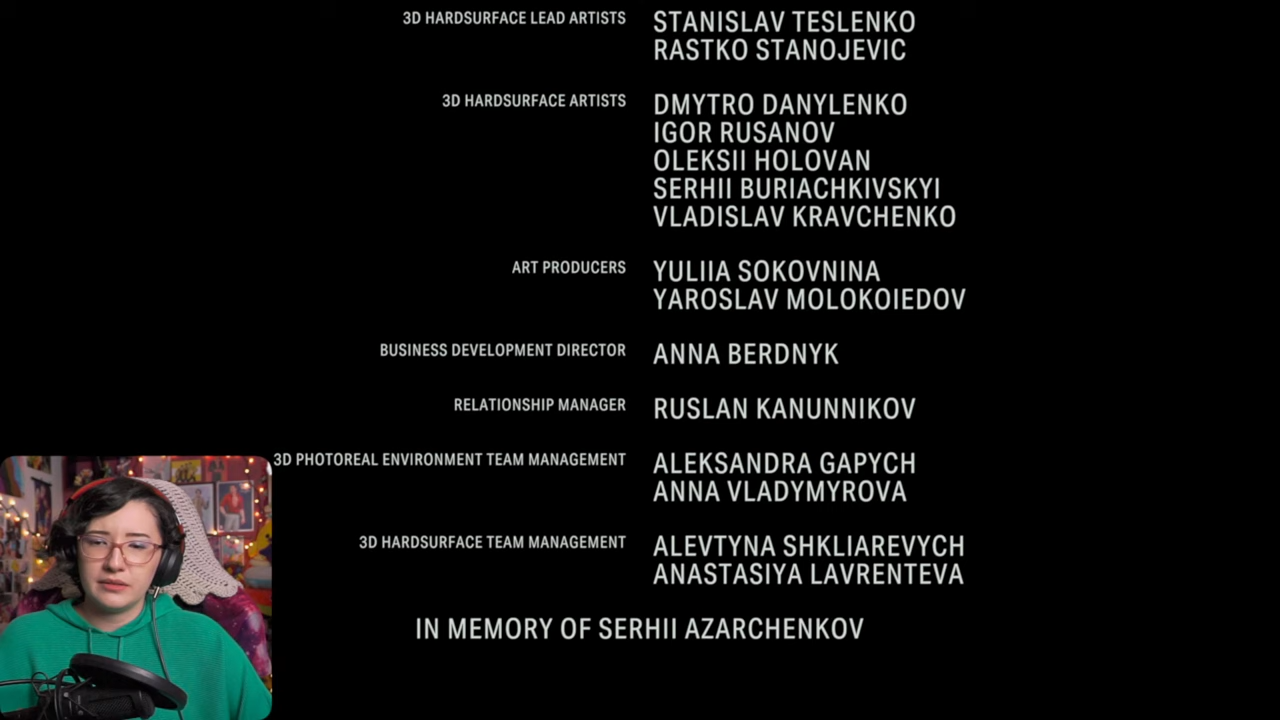 3D HARDSURFACE LEAD ARTISTS STANISLAV TESLENKO
RASTKO STANOJEVIC
3D HARDSURFACE ARTISTS DMYTRO DANYLENKO
IGOR RUSANOV
OLEKSII HOLOVAN
SERHII BURIACHKIVSKYI
VLADISLAV KRAVCHENKO
ART PRODUCERS YULIIA SOKOVNINA
YAROSLAV MOLOKOIEDOV
BUSINESS DEVELOPMENT DIRECTOR ANNA BERDNYK
RELATIONSHIP MANAGER RUSLAN KANUNNIKOV
3D PHOTOREAL ENVIRONMENT TEAM MANAGEMENT ALEKSANDRA GAPYCH
ANNA VLADYMYROVA
3D HARDSURFACE TEAM MANAGEMENT ALEVTYNA SHKLIAREVYCH
ANASTASIYA LAVRENTEVA
IN MEMORY OF SERHII AZARCHENKOV